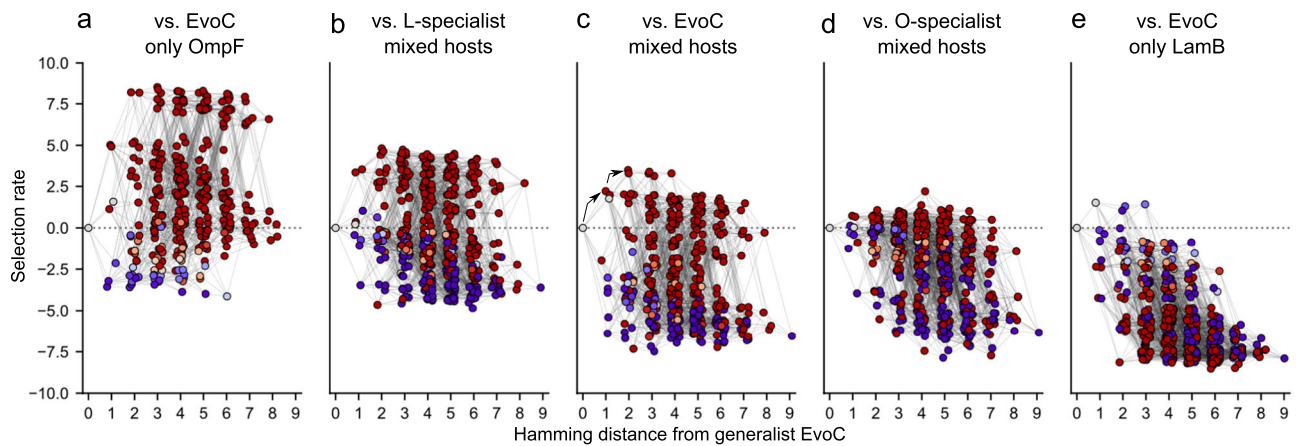 a vs. EvoC only OmpF
b vs. L-specialist mixed hosts
c vs. EvoC mixed hosts
d vs. O-specialist mixed hosts
e vs. EvoC only LamB
Selection rate
10.0
7.5
5.0
2.5
0.0
−2.5
−5.0
−7.5
−10.0
0 1 2 3 4 5 6 7 8 9
0 1 2 3 4 5 6 7 8 9
0 1 2 3 4 5 6 7 8 9
0 1 2 3 4 5 6 7 8 9
0 1 2 3 4 5 6 7 8 9
Hamming distance from generalist EvoC